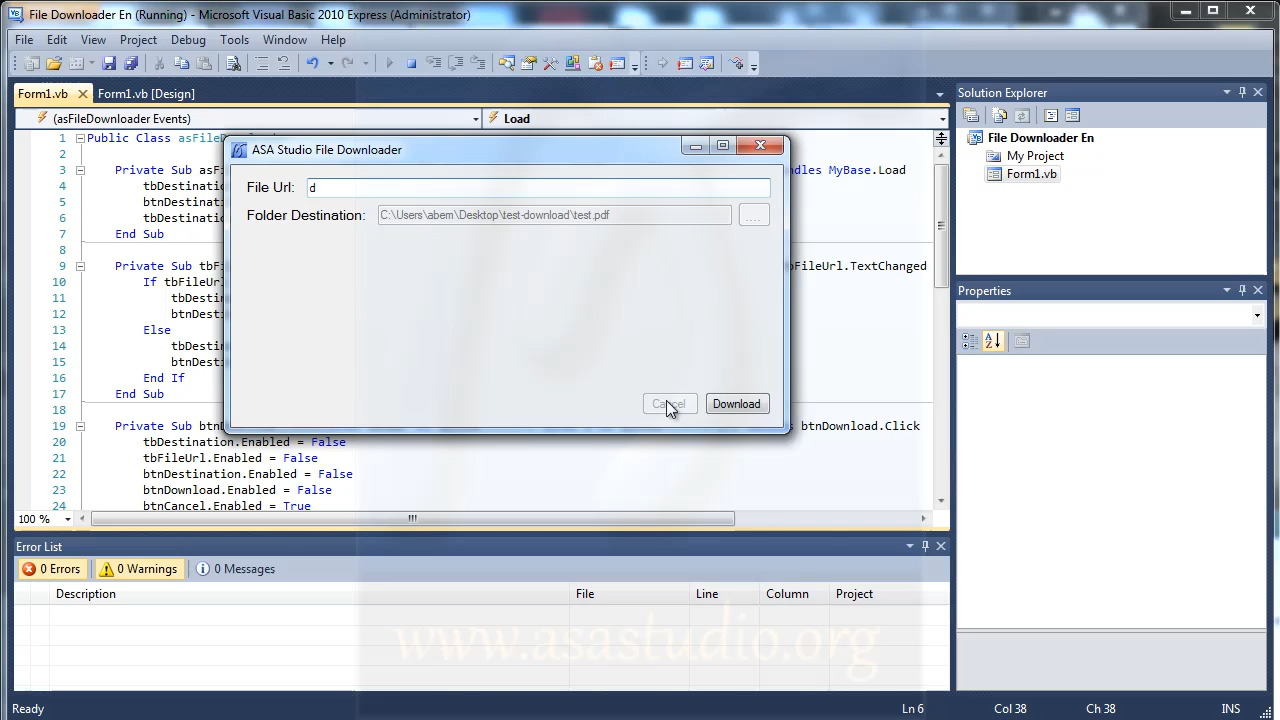 File Downloader En (Running) - Microsoft Visual Basic 2010 Express (Administrator)
File Edit View Project Debug Tools Window Help
Form1.vb Form1.vb [Design]
(asFileDownloader Events) Load
1 Public Class asFileD
2
3 Private Sub asF ndles MyBase.Load
4 tbDestina
5 btnDestin
6 tbDestina
7 End Sub
8
9 Private Sub tbF bFileUrl.TextChanged
10 If tbFileUrl
11 tbDestin
12 btnDest
13 Else
14 tbDestin
15 btnDest
16 End If
17 End Sub
18
19 Private Sub btnD s btnDownload.Click
20 tbDestination.Enabled = False
21 tbFileUrl.Enabled = False
22 btnDestination.Enabled = False
23 btnDownload.Enabled = False
24 btnCancel.Enabled = True
100 %
ASA Studio File Downloader
File Url: d
Folder Destination: C:\Users\abem\Desktop\test-download\test.pdf ....
Cancel Download
Solution Explorer
File Downloader En
My Project
Form1.vb
Properties
Error List
0 Errors 0 Warnings 0 Messages
Description File Line Column Project
www.asastudio.org
Ready Ln 6 Col 38 Ch 38 INS